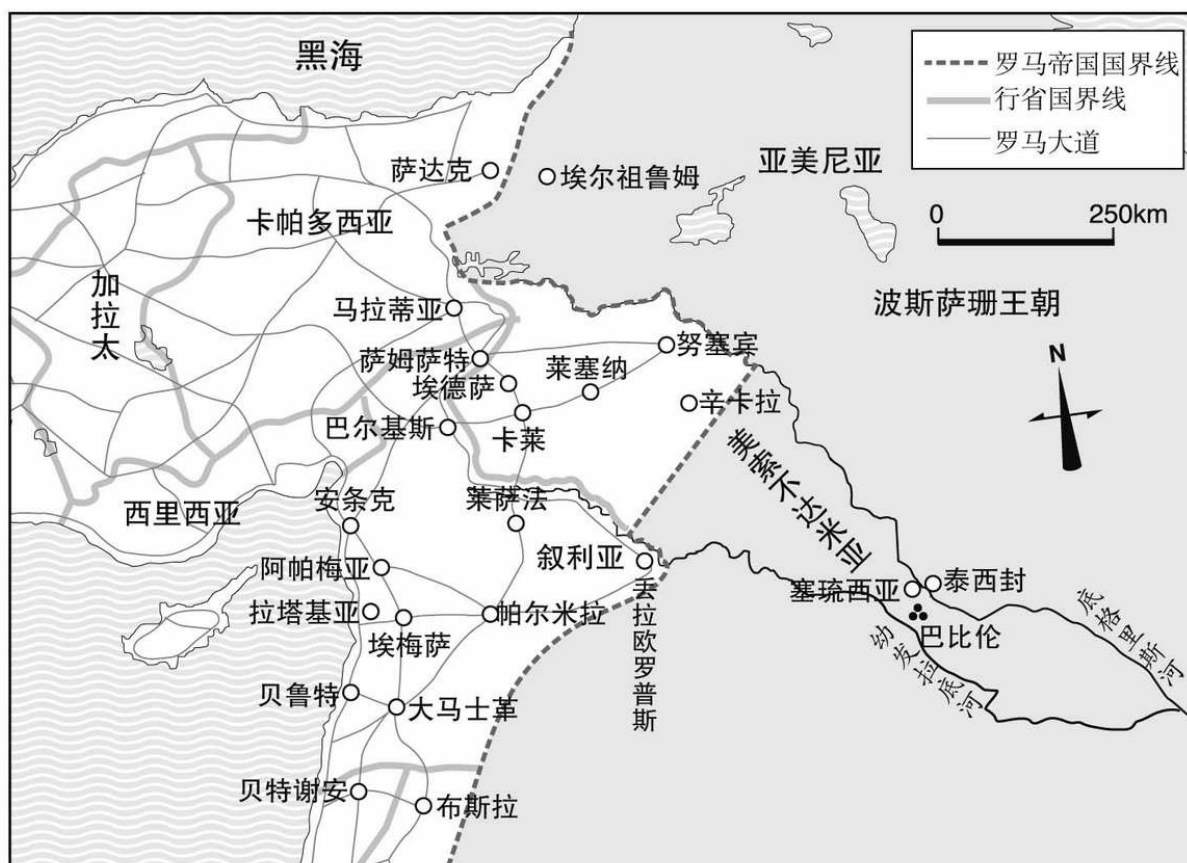 黑海
罗马帝国国界线
行省国界线
罗马大道
萨达克
埃尔祖鲁姆
亚美尼亚
0
250km
卡帕多西亚
加拉太
马拉蒂亚
波斯萨珊王朝
萨姆萨特
努塞宾
N
埃德萨
莱塞纳
辛卡拉
巴尔基斯
卡莱
美索不达米亚
西里西亚
安条克
莱萨法
阿帕梅亚
叙利亚
塞琉西亚
泰西封
拉塔基亚
埃梅萨
帕尔米拉
丢拉欧罗普斯
巴比伦
底格里斯河
幼发拉底河
贝鲁特
大马士革
贝特谢安
布斯拉